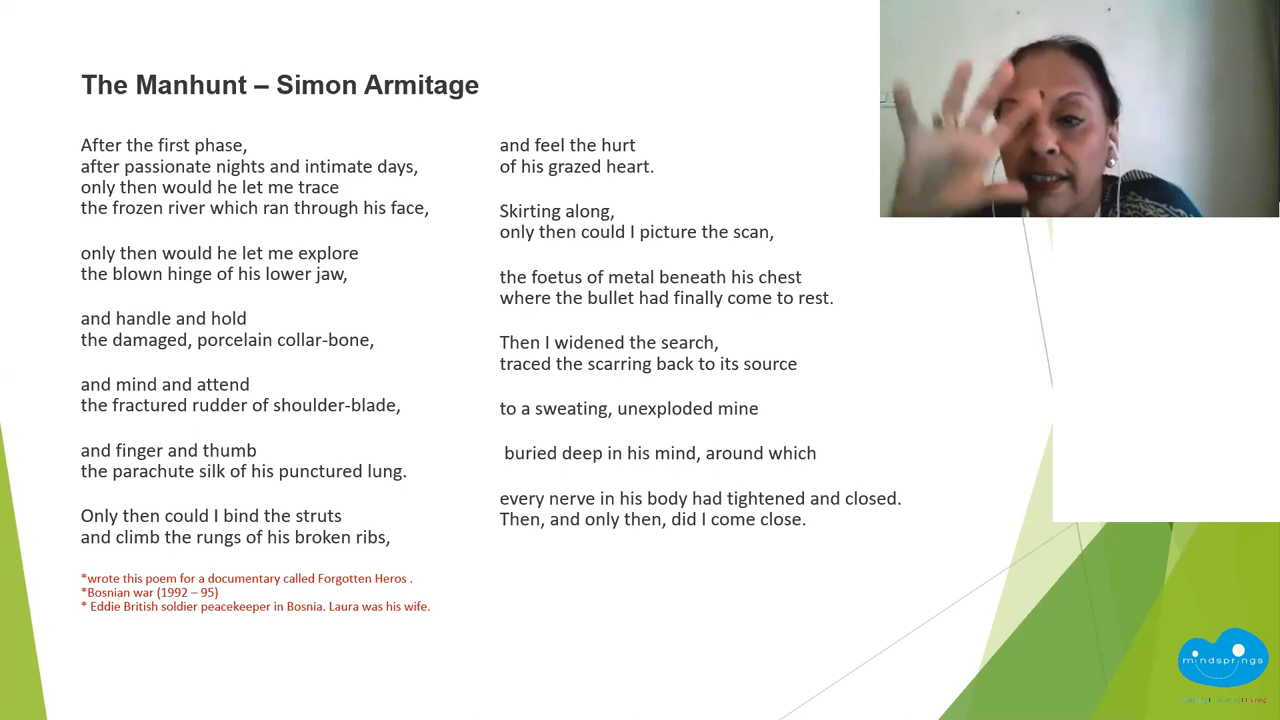 The Manhunt – Simon Armitage
After the first phase,
after passionate nights and intimate days,
only then would he let me trace
the frozen river which ran through his face,
only then would he let me explore
the blown hinge of his lower jaw,
and handle and hold
the damaged, porcelain collar-bone,
and mind and attend
the fractured rudder of shoulder-blade,
and finger and thumb
the parachute silk of his punctured lung.
Only then could I bind the struts
and climb the rungs of his broken ribs,
and feel the hurt
of his grazed heart.
Skirting along,
only then could I picture the scan,
the foetus of metal beneath his chest
where the bullet had finally come to rest.
Then I widened the search,
traced the scarring back to its source
to a sweating, unexploded mine
buried deep in his mind, around which
every nerve in his body had tightened and closed.
Then, and only then, did I come close.
*wrote this poem for a documentary called Forgotten Heros .
*Bosnian war (1992 – 95)
* Eddie British soldier peacekeeper in Bosnia. Laura was his wife.
mindsprings